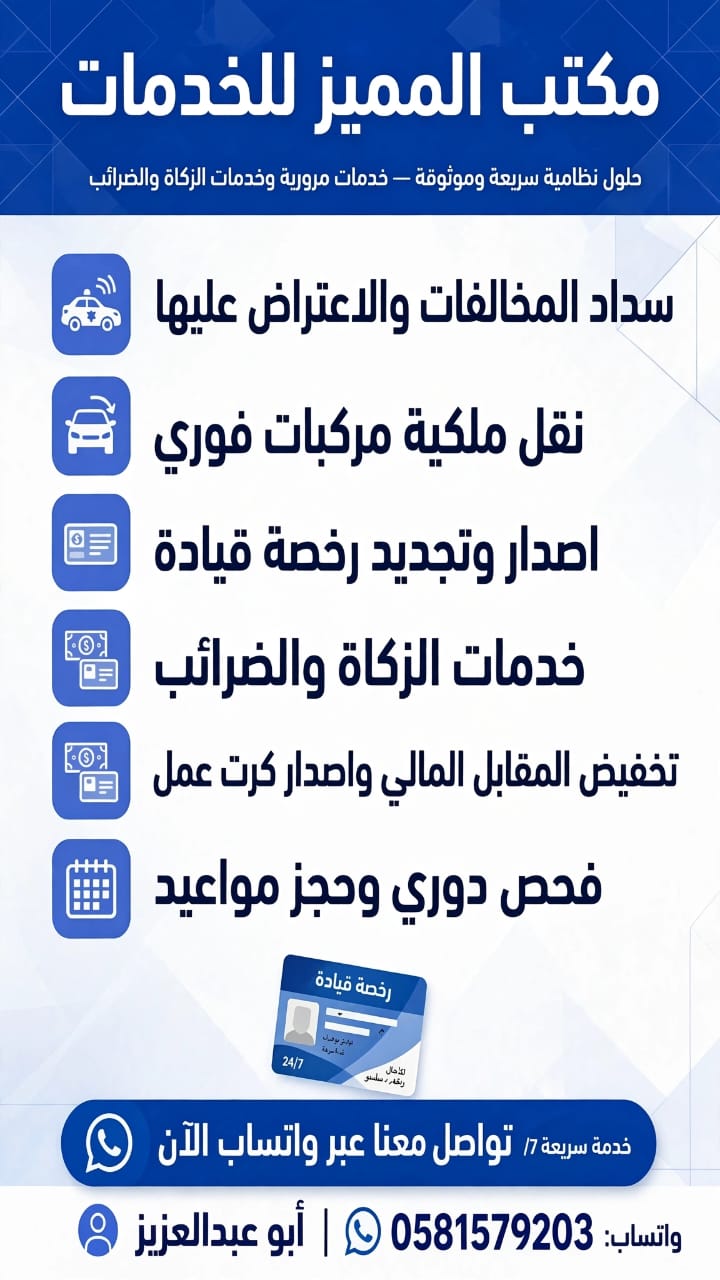 مكتب المميز للخدمات
حلول نظامية سريعة وموثوقة — خدمات مرورية وخدمات الزكاة والضرائب
سداد المخالفات والاعتراض عليها
نقل ملكية مركبات فوري
اصدار وتجديد رخصة قيادة
خدمات الزكاة والضرائب
تخفيض المقابل المالي واصدار كرت عمل
فحص دوري وحجز مواعيد
رخصة قيادة
24/7
خدمة سريعة 7/ تواصل معنا عبر واتساب الآن
واتساب: 0581579203 | أبو عبدالعزيز